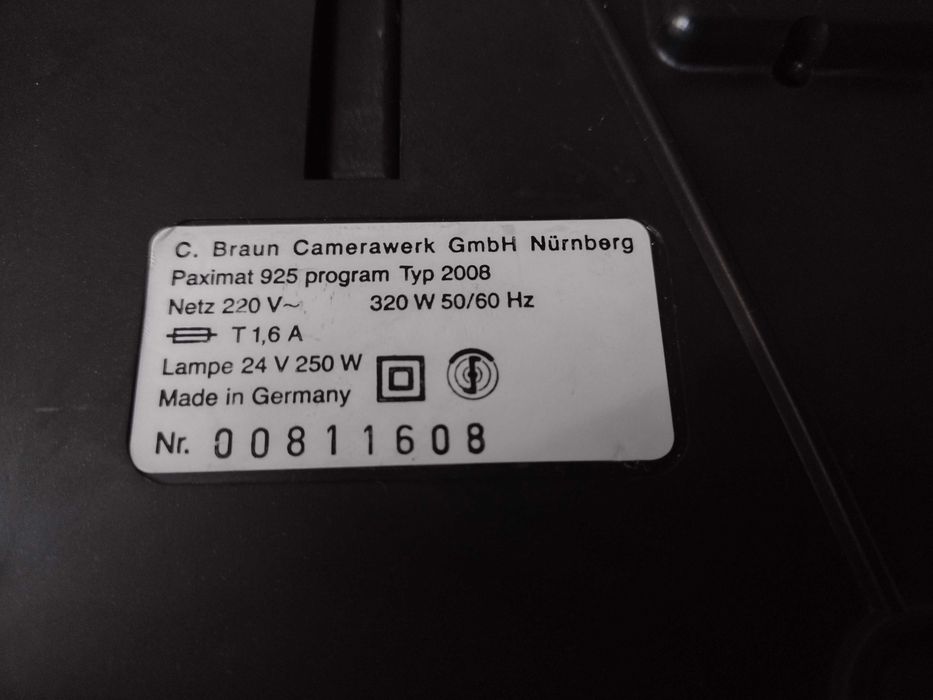 C. Braun Camerawerk GmbH Nürnberg
Paximat 925 program Typ 2008
Netz 220 V~ 320 W 50/60 Hz
T 1,6 A
Lampe 24 V 250 W
Made in Germany
Nr. 00811608